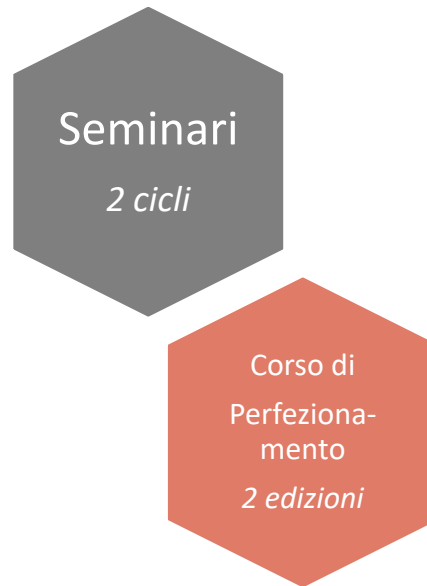 Seminari
2 cicli
Corso di
Perfeziona-
mento
2 edizioni